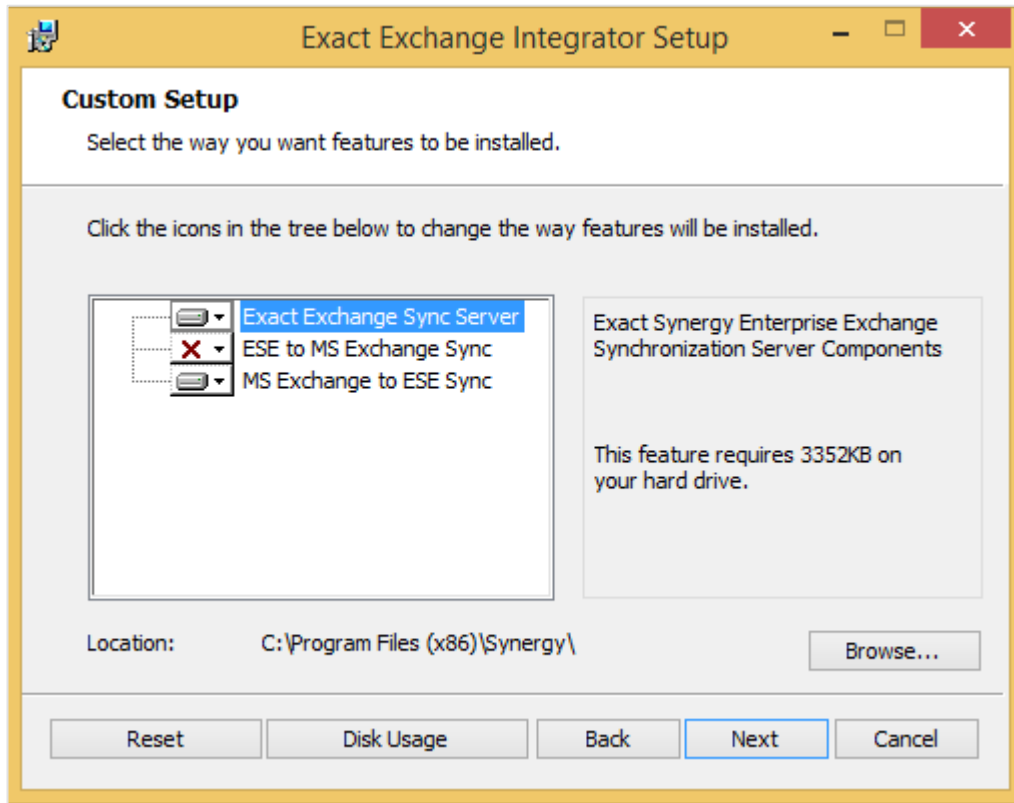 Exact Exchange Integrator Setup
Custom Setup
Select the way you want features to be installed.
Click the icons in the tree below to change the way features will be installed.
Exact Exchange Sync Server
ESE to MS Exchange Sync
MS Exchange to ESE Sync
Exact Synergy Enterprise Exchange
Synchronization Server Components
This feature requires 3352KB on
your hard drive.
Location: C:\Program Files (x86)\Synergy\
Browse...
Reset Disk Usage Back Next Cancel